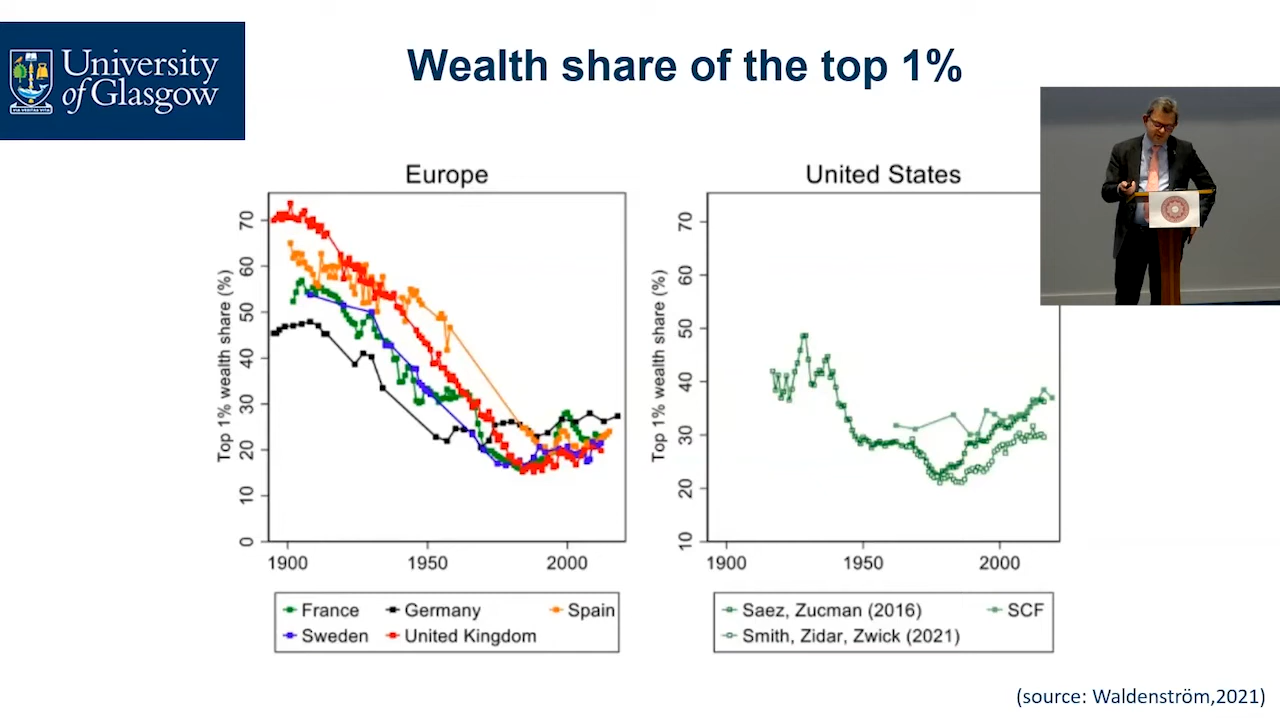 University
of Glasgow
VIA VERITAS VITA
Wealth share of the top 1%
Europe
Top 1% wealth share (%)
70
60
50
40
30
20
10
0
1900
1950
2000
France
Germany
Spain
Sweden
United Kingdom
United States
Top 1% wealth share (%)
70
60
50
40
30
20
10
1900
1950
2000
Saez, Zucman (2016)
SCF
Smith, Zidar, Zwick (2021)
(source: Waldenström,2021)